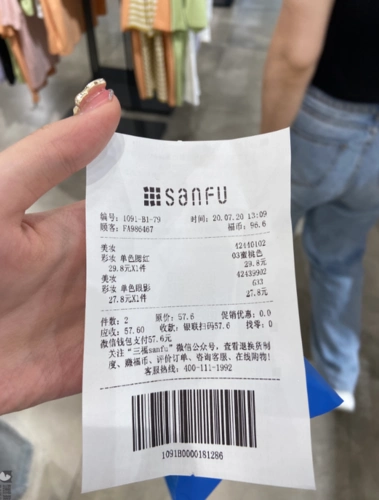 SANFU
编号: 1091-B1-79 时间: 20.07.20 13:09
顾客: FA986467 福币: 98.6
美妆 42440102
彩妆 单色腮红 03蜜桃色
29.8元X1件 29.8元
美妆 42439902
彩妆 单色眼影 GX3
27.8元X1件 27.8元
件数: 2 原价: 57.6 促销优惠: 0.0
应收: 57.60 收款: 银联扫码57.6 找零: 0
微信钱包支付57.6元
关注“三福sanfu”微信公众号, 查看退换货制
度、赚福币、评价订单、咨询客服、在线购物!
客服热线: 400-111-1992
1091B0000181286